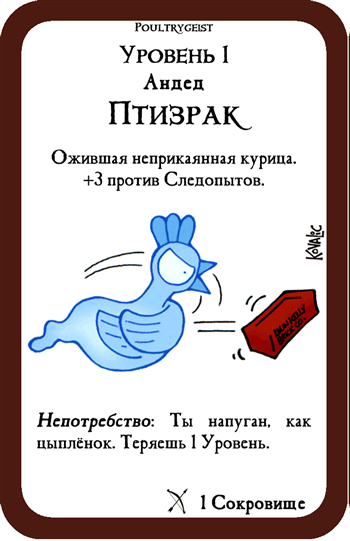 Poultrygeist
Уровень 1
Андед
Птизрак
Ожившая неприкаянная курица.
+3 против Следопытов.
Kovalic
Непотребство: Ты напуган, как
цыплёнок. Теряешь 1 Уровень.
1 Сокровище